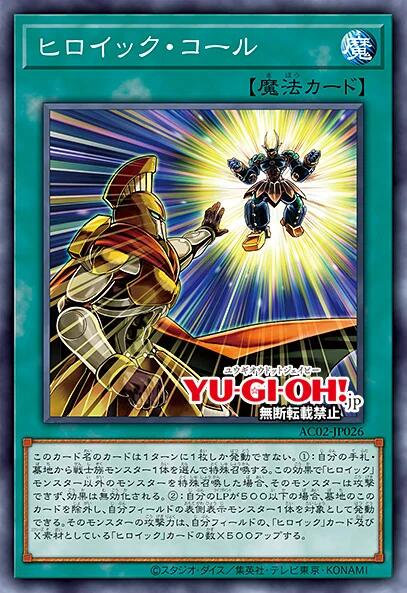 ヒロイック・コール
魔
【魔法カード】
ユウギオウドットジェイピー
YU-GI-OH!.jp
無断転載禁止
AC02-JP026
このカード名のカードは1ターンに1枚しか発動できない。①:自分の手札・
墓地から戦士族モンスター1体を選んで特殊召喚する。この効果で「ヒロイック」
モンスター以外のモンスターを特殊召喚した場合、そのモンスターは攻撃
できず、効果は無効化される。②:自分のLPが500以下の場合、墓地のこ
のカードを除外し、自分フィールドの表側表示モンスター1体を対象として発動
できる。そのモンスターの攻撃力は、自分フィールドの、「ヒロイック」カード及び
X素材としている「ヒロイック」カードの数×500アップする。
©スタジオ・ダイス/集英社・テレビ東京・KONAMI